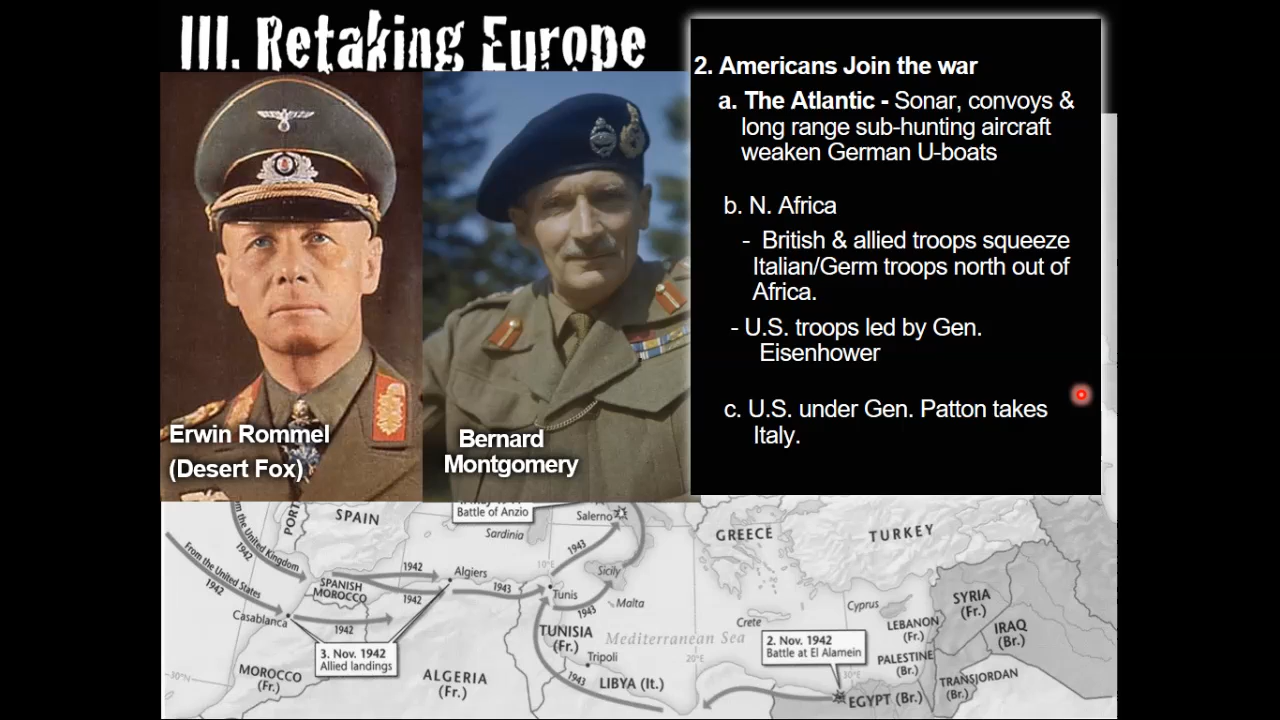 III. Retaking Europe
2. Americans Join the war
a. The Atlantic - Sonar, convoys &
long range sub-hunting aircraft
weaken German U-boats
b. N. Africa
- British & allied troops squeeze
Italian/Germ troops north out of
Africa.
- U.S. troops led by Gen.
Eisenhower
c. U.S. under Gen. Patton takes
Italy.
Erwin Rommel
(Desert Fox)
Bernard
Montgomery
Battle of Anzio
Salerno
SPAIN
Sardinia
GREECE
TURKEY
From the United States
1942
United Kingdom
1942
1942
1942
1942
SPANISH
MOROCCO
Algiers
1943
10°E
1943
Sicily
Tunis
1943
Malta
Casablanca
3. Nov. 1942
Allied landings
TUNISIA
(Fr.)
Mediterranean Sea
20°E
Crete
Cyprus
2. Nov. 1942
Battle at El Alamein
SYRIA
(Fr.)
LEBANON
(Fr.)
IRAQ
(Br.)
PALESTINE
(Br.)
TRANSJORDAN
(Br.)
30°N
MOROCCO
(Fr.)
ALGERIA
(Fr.)
Tripoli
LIBYA (It.)
1943
30°E
EGYPT (Br.)